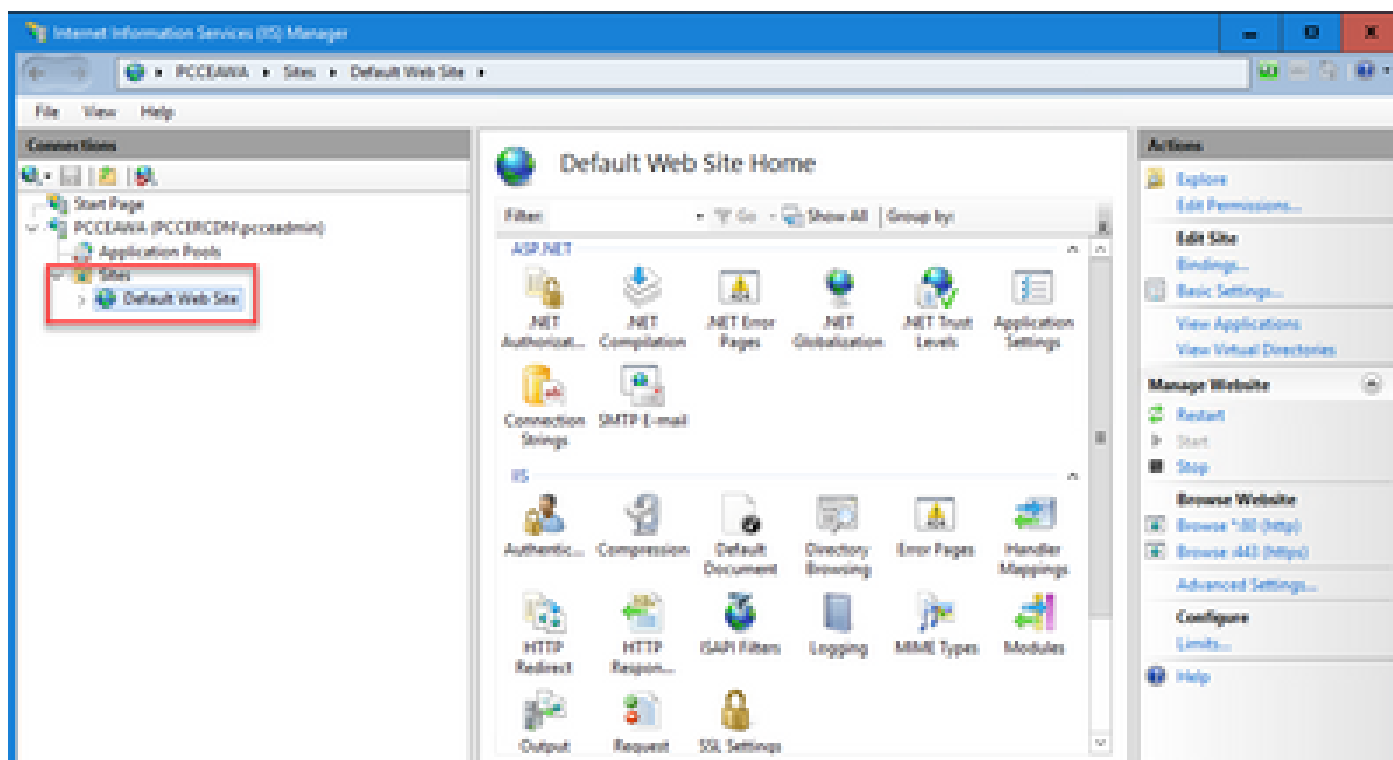 Internet Information Services (IIS) Manager
PCCEAWA Sites Default Web Site
File View Help
Connections
Start Page
PCCEAWA (PCCERCDN\pcceadmin)
Application Pools
Sites
Default Web Site
Default Web Site Home
Filter: Go Show All Group by:
ASP.NET
.NET Authorizat... .NET Compilation .NET Error Pages .NET Globalization .NET Trust Levels Application Settings
Connection Strings SMTP E-mail
IIS
Authentic... Compression Default Document Directory Browsing Error Pages Handler Mappings
HTTP Redirect HTTP Respon... ISAPI Filters Logging MIME Types Modules
Output Request SSL Settings
Actions
Explore
Edit Permissions...
Edit Site
Bindings...
Basic Settings...
View Applications
View Virtual Directories
Manage Website
Restart
Start
Stop
Browse Website
Browse *:80 (http)
Browse :443 (https)
Advanced Settings...
Configure
Limits...
Help